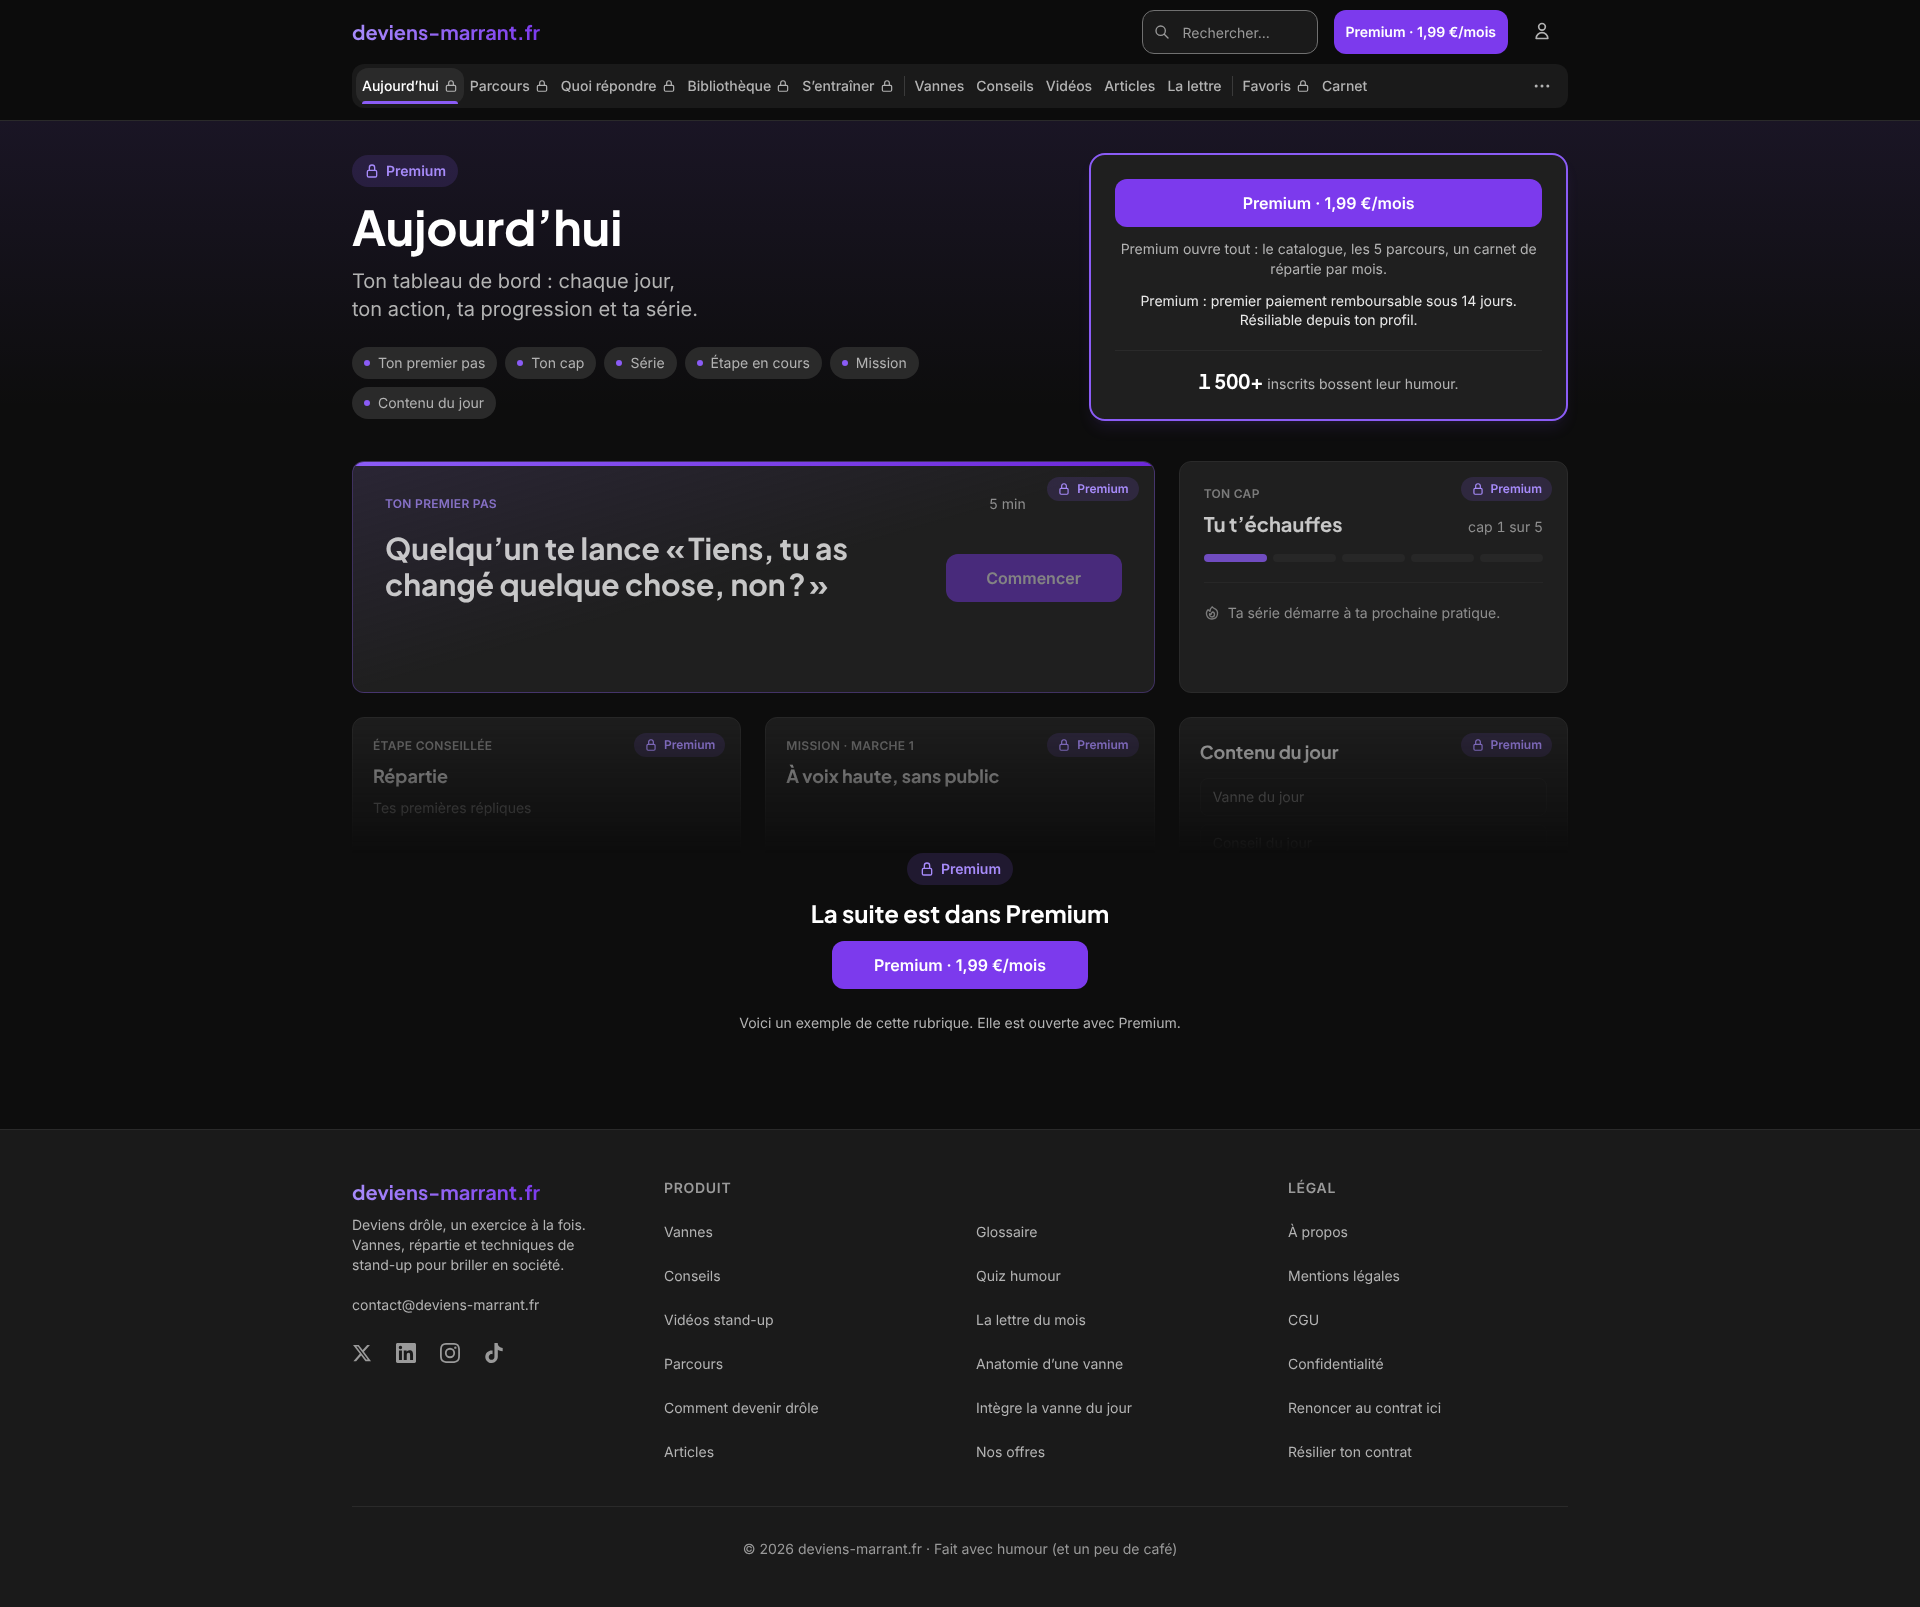 deviens-marrant.fr
Rechercher...
Premium · 1,99 €/mois
Aujourd’hui
Parcours
Quoi répondre
Bibliothèque
S’entraîner
Vannes
Conseils
Vidéos
Articles
La lettre
Favoris
Carnet
Premium
Aujourd’hui
Ton tableau de bord : chaque jour,
ton action, ta progression et ta série.
Ton premier pas
Ton cap
Série
Étape en cours
Mission
Contenu du jour
Premium · 1,99 €/mois
Premium ouvre tout : le catalogue, les 5 parcours, un carnet de
répartie par mois.
Premium : premier paiement remboursable sous 14 jours.
Résiliable depuis ton profil.
1 500+ inscrits bossent leur humour.
TON PREMIER PAS
5 min
Premium
Quelqu’un te lance « Tiens, tu as
changé quelque chose, non ? »
Commencer
TON CAP
Premium
Tu t’échauffes
cap 1 sur 5
Ta série démarre à ta prochaine pratique.
ÉTAPE CONSEILLÉE
Premium
Répartie
Tes premières répliques
MISSION · MARCHE 1
Premium
À voix haute, sans public
Contenu du jour
Premium
Vanne du jour
Conseil du jour
Premium
La suite est dans Premium
Premium · 1,99 €/mois
Voici un exemple de cette rubrique. Elle est ouverte avec Premium.
deviens-marrant.fr
Deviens drôle, un exercice à la fois.
Vannes, répartie et techniques de
stand-up pour briller en société.
contact@deviens-marrant.fr
PRODUIT
Vannes
Conseils
Vidéos stand-up
Parcours
Comment devenir drôle
Articles
Glossaire
Quiz humour
La lettre du mois
Anatomie d’une vanne
Intègre la vanne du jour
Nos offres
LÉGAL
À propos
Mentions légales
CGU
Confidentialité
Renoncer au contrat ici
Résilier ton contrat
© 2026 deviens-marrant.fr · Fait avec humour (et un peu de café)